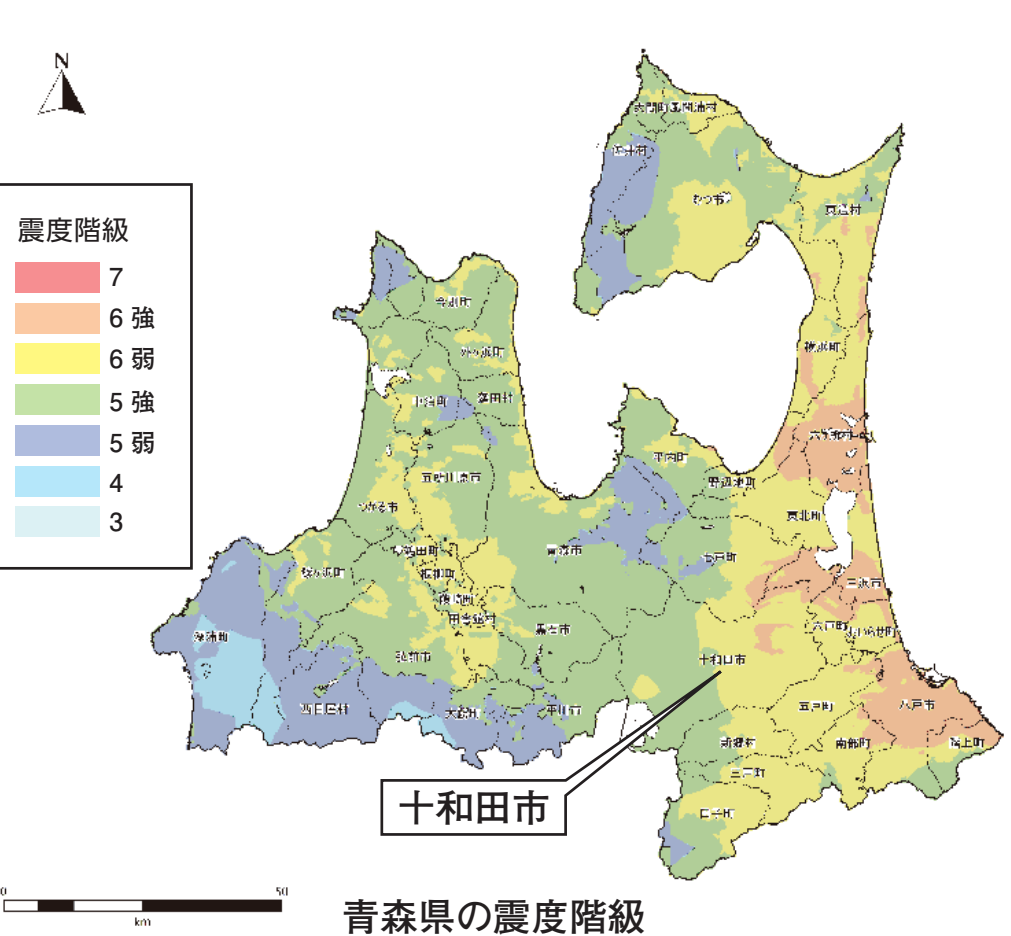 N
震度階級
7
6 強
6 弱
5 強
5 弱
4
3
大間町
風間浦村
佐井村
むつ市
東通村
今別町
外ヶ浜町
横浜町
中泊町
蓬田村
六ヶ所村
平内町
五所川原市
野辺地町
つがる市
東北町
青森市
七戸町
鶴田町
板柳町
鰺ヶ沢町
三沢市
藤崎町
田舎館村
六戸町
おいらせ町
深浦町
黒石市
弘前市
十和田市
西目屋村
大鰐町
平川市
五戸町
八戸市
新郷村
南部町
階上町
三戸町
田子町
十和田市
0
50
km
青森県の震度階級